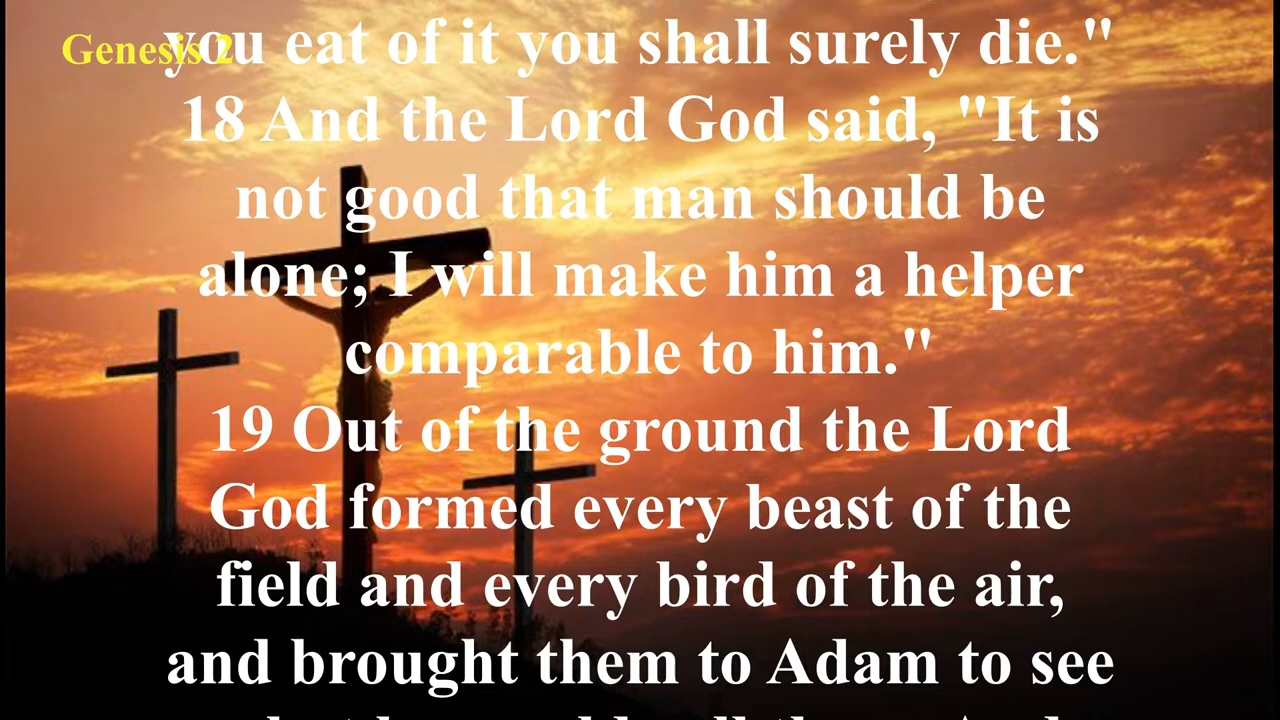 Genesis 2
you eat of it you shall surely die."
18 And the Lord God said, "It is
not good that man should be
alone; I will make him a helper
comparable to him."
19 Out of the ground the Lord
God formed every beast of the
field and every bird of the air,
and brought them to Adam to see